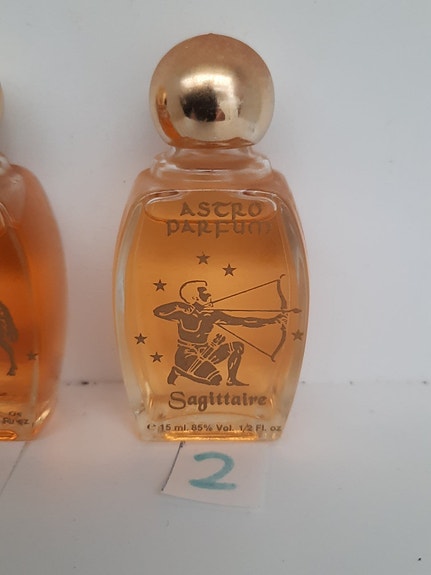 ASTRO
PARFUM
Sagittaire
℮ 15 ml. 85% Vol. 1/2 Fl. oz
2